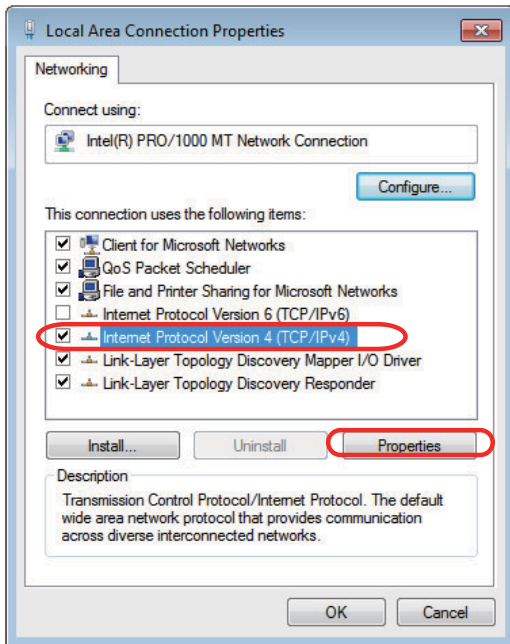 Local Area Connection Properties
Networking
Connect using:
Intel(R) PRO/1000 MT Network Connection
Configure...
This connection uses the following items:
Client for Microsoft Networks
QoS Packet Scheduler
File and Printer Sharing for Microsoft Networks
Internet Protocol Version 6 (TCP/IPv6)
Internet Protocol Version 4 (TCP/IPv4)
Link-Layer Topology Discovery Mapper I/O Driver
Link-Layer Topology Discovery Responder
Install...
Uninstall
Properties
Description
Transmission Control Protocol/Internet Protocol. The default
wide area network protocol that provides communication
across diverse interconnected networks.
OK
Cancel